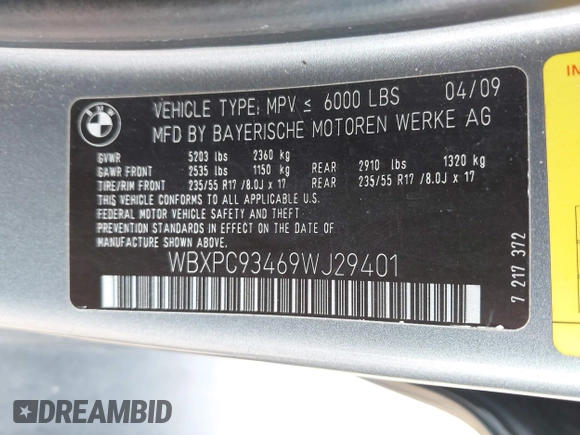 BMW
VEHICLE TYPE: MPV ≤ 6000 LBS 04/09
MFD BY BAYERISCHE MOTOREN WERKE AG
GVWR 5203 lbs 2360 kg
GAWR FRONT 2535 lbs 1150 kg REAR 2910 lbs 1320 kg
TIRE/RIM FRONT 235/55 R17 /8.0J x 17 REAR 235/55 R17 /8.0J x 17
THIS VEHICLE CONFORMS TO ALL APPLICABLE U.S.
FEDERAL MOTOR VEHICLE SAFETY AND THEFT
PREVENTION STANDARDS IN EFFECT ON THE DATE OF
MANUFACTURE SHOWN ABOVE.
WBXPC93469WJ29401
7 217 372
DREAMBID